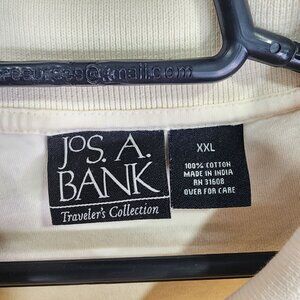 JOS. A.
BANK
Traveler's Collection
XXL
100% COTTON
MADE IN INDIA
RN 31608
OVER FOR CARE